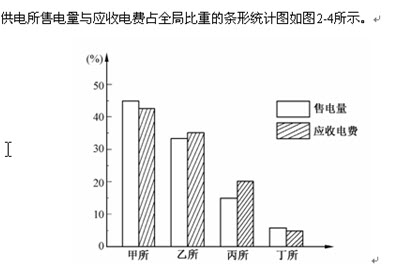 供电所售电量与应收电费占全局比重的条形统计图如图2-4所示。
(%)
50
40
30
20
10
0
售电量
应收电费
甲所
乙所
丙所
丁所